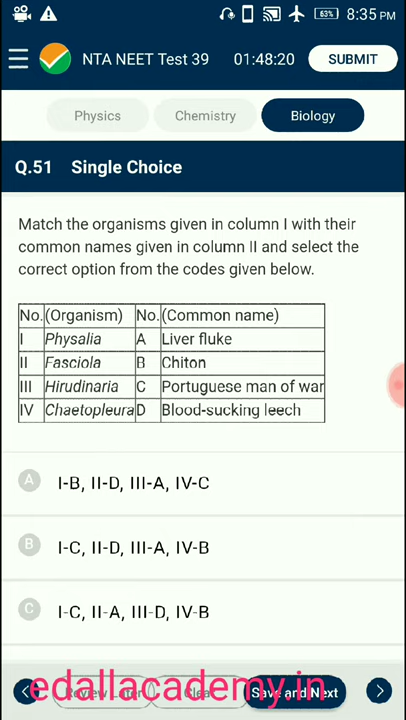 63% 8:35 PM
NTA NEET Test 39 01:48:20 SUBMIT
Physics Chemistry Biology
Q.51 Single Choice
Match the organisms given in column I with their
common names given in column II and select the
correct option from the codes given below.
No. (Organism) No. (Common name)
I Physalia A Liver fluke
II Fasciola B Chiton
III Hirudinaria C Portuguese man of war
IV Chaetopleura D Blood-sucking leech
A I-B, II-D, III-A, IV-C
B I-C, II-D, III-A, IV-B
C I-C, II-A, III-D, IV-B
Review Later Clear Save and Next
edallacademy.in